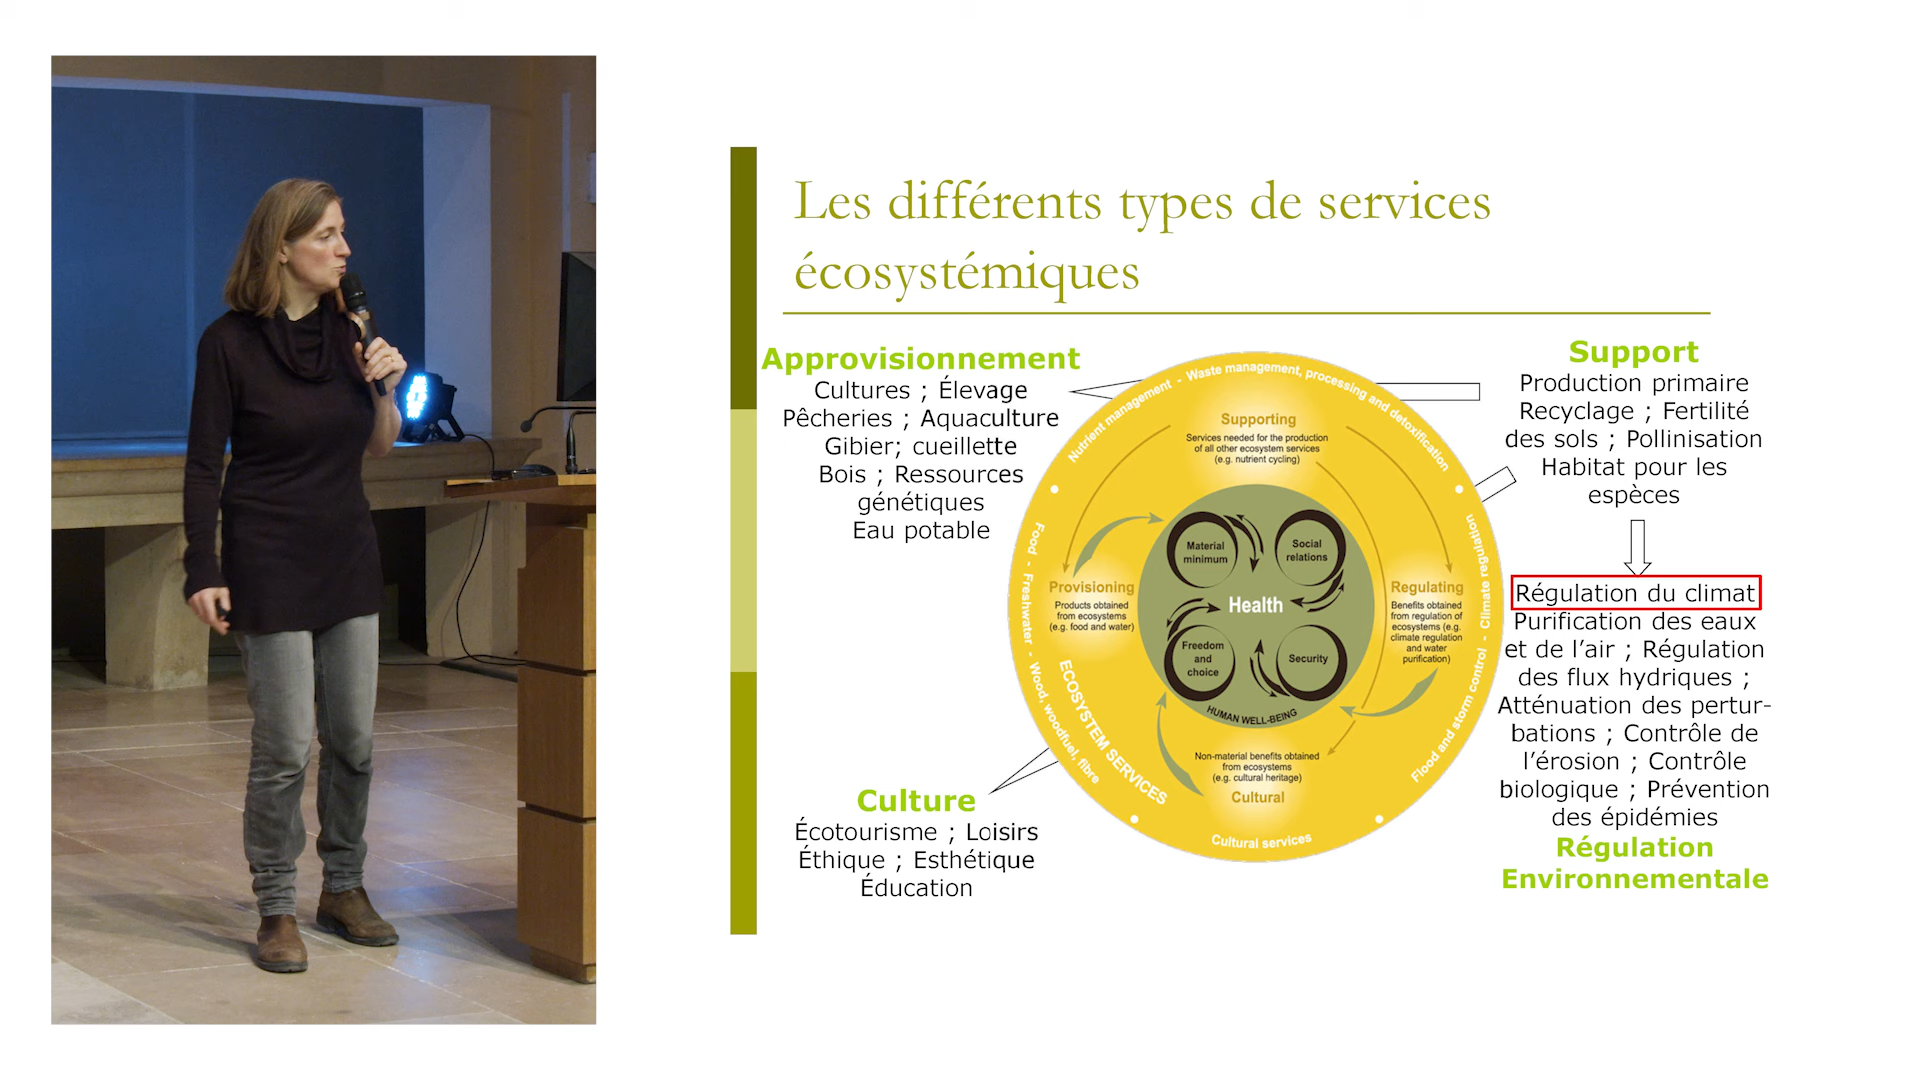 Les différents types de services
écosystémiques
Approvisionnement
Cultures ; Élevage
Pêcheries ; Aquaculture
Gibier; cueillette
Bois ; Ressources
génétiques
Eau potable
Culture
Écotourisme ; Loisirs
Éthique ; Esthétique
Éducation
Nutrient management - Waste management, processing and detoxification
Supporting
Services needed for the production
of all other ecosystem services
(e.g. nutrient cycling)
Food - Freshwater - Wood, woodfuel, fibre
Provisioning
Products obtained
from ecosystems
(e.g. food and water)
ECOSYSTEM SERVICES
Material
minimum
Social
relations
Health
Freedom
and
choice
Security
HUMAN WELL-BEING
Regulating
Benefits obtained
from regulation of
ecosystems (e.g.
climate regulation
and water
purification)
Flood and storm control - Climate regulation
Non-material benefits obtained
from ecosystems
(e.g. cultural heritage)
Cultural
Cultural services
Support
Production primaire
Recyclage ; Fertilité
des sols ; Pollinisation
Habitat pour les
espèces
Régulation du climat
Purification des eaux
et de l’air ; Régulation
des flux hydriques ;
Atténuation des pertur-
bations ; Contrôle de
l’érosion ; Contrôle
biologique ; Prévention
des épidémies
Régulation
Environnementale